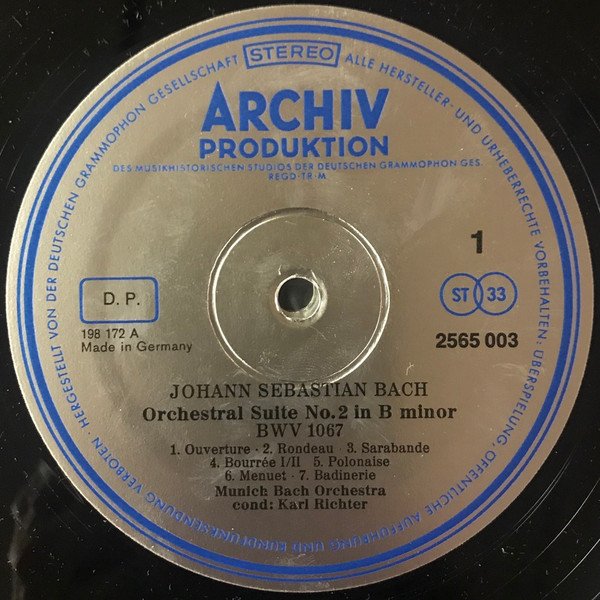 HERGESTELLT VON DER DEUTSCHEN GRAMMOPHON GESELLSCHAFT STEREO ALLE HERSTELLER- UND URHEBERRECHTE VORBEHALTEN: ÜBERSPIELUNG, ÖFFENTLICHE AUFFÜHRUNG UND RUNDFUNKSENDUNG VERBOTEN ·
ARCHIV
PRODUKTION
DES MUSIKHISTORISCHEN STUDIOS DER DEUTSCHEN GRAMMOPHON GES.
REGD·TR·M
1
D. P.
ST 33
198 172 A
Made in Germany
2565 003
JOHANN SEBASTIAN BACH
Orchestral Suite No. 2 in B minor
BWV 1067
1. Ouverture · 2. Rondeau · 3. Sarabande
4. Bourrée I/II 5. Polonaise
6. Menuet · 7. Badinerie
Munich Bach Orchestra
cond: Karl Richter